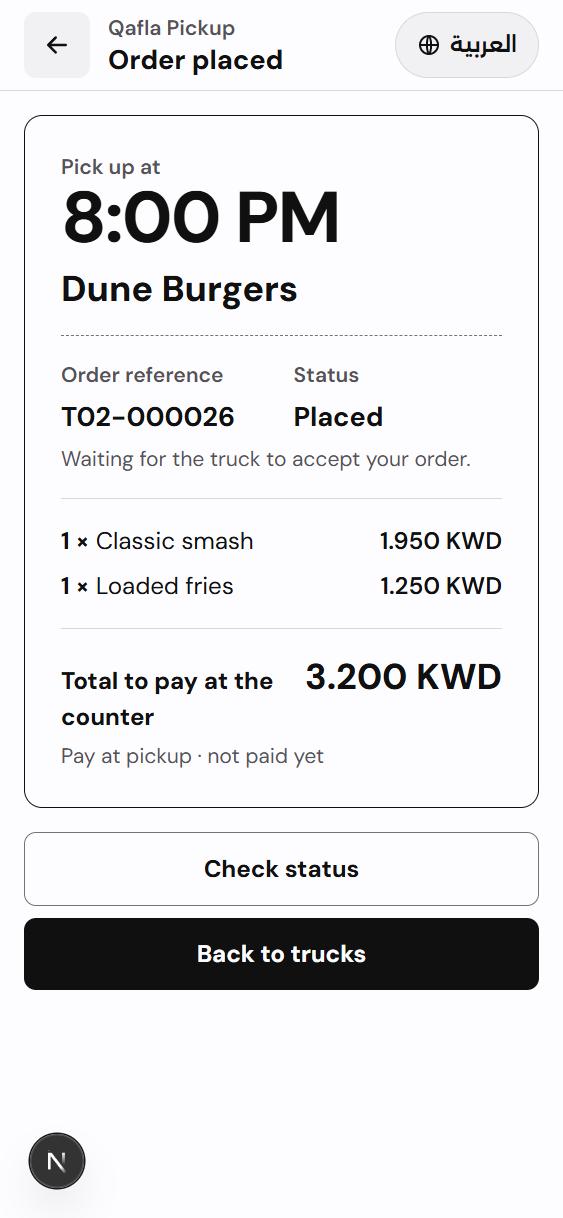 Qafla Pickup
Order placed
العربية
Pick up at
8:00 PM
Dune Burgers
Order reference
Status
T02-000026
Placed
Waiting for the truck to accept your order.
1 × Classic smash 1.950 KWD
1 × Loaded fries 1.250 KWD
Total to pay at the 3.200 KWD
counter
Pay at pickup · not paid yet
Check status
Back to trucks
N